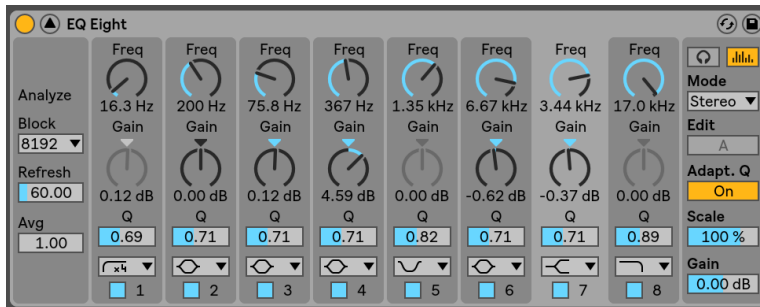 EQ Eight
Freq Freq Freq Freq Freq Freq Freq Freq
16.3 Hz 200 Hz 75.8 Hz 367 Hz 1.35 kHz 6.67 kHz 3.44 kHz 17.0 kHz
Gain Gain Gain Gain Gain Gain Gain Gain
0.12 dB 0.00 dB 0.12 dB 4.59 dB 0.00 dB -0.62 dB -0.37 dB 0.00 dB
Q Q Q Q Q Q Q Q
0.69 0.71 0.71 0.71 0.82 0.71 0.71 0.89
x4
1 2 3 4 5 6 7 8
Analyze
Block
8192
Refresh
60.00
Avg
1.00
Mode
Stereo
Edit
A
Adapt. Q
On
Scale
100 %
Gain
0.00 dB